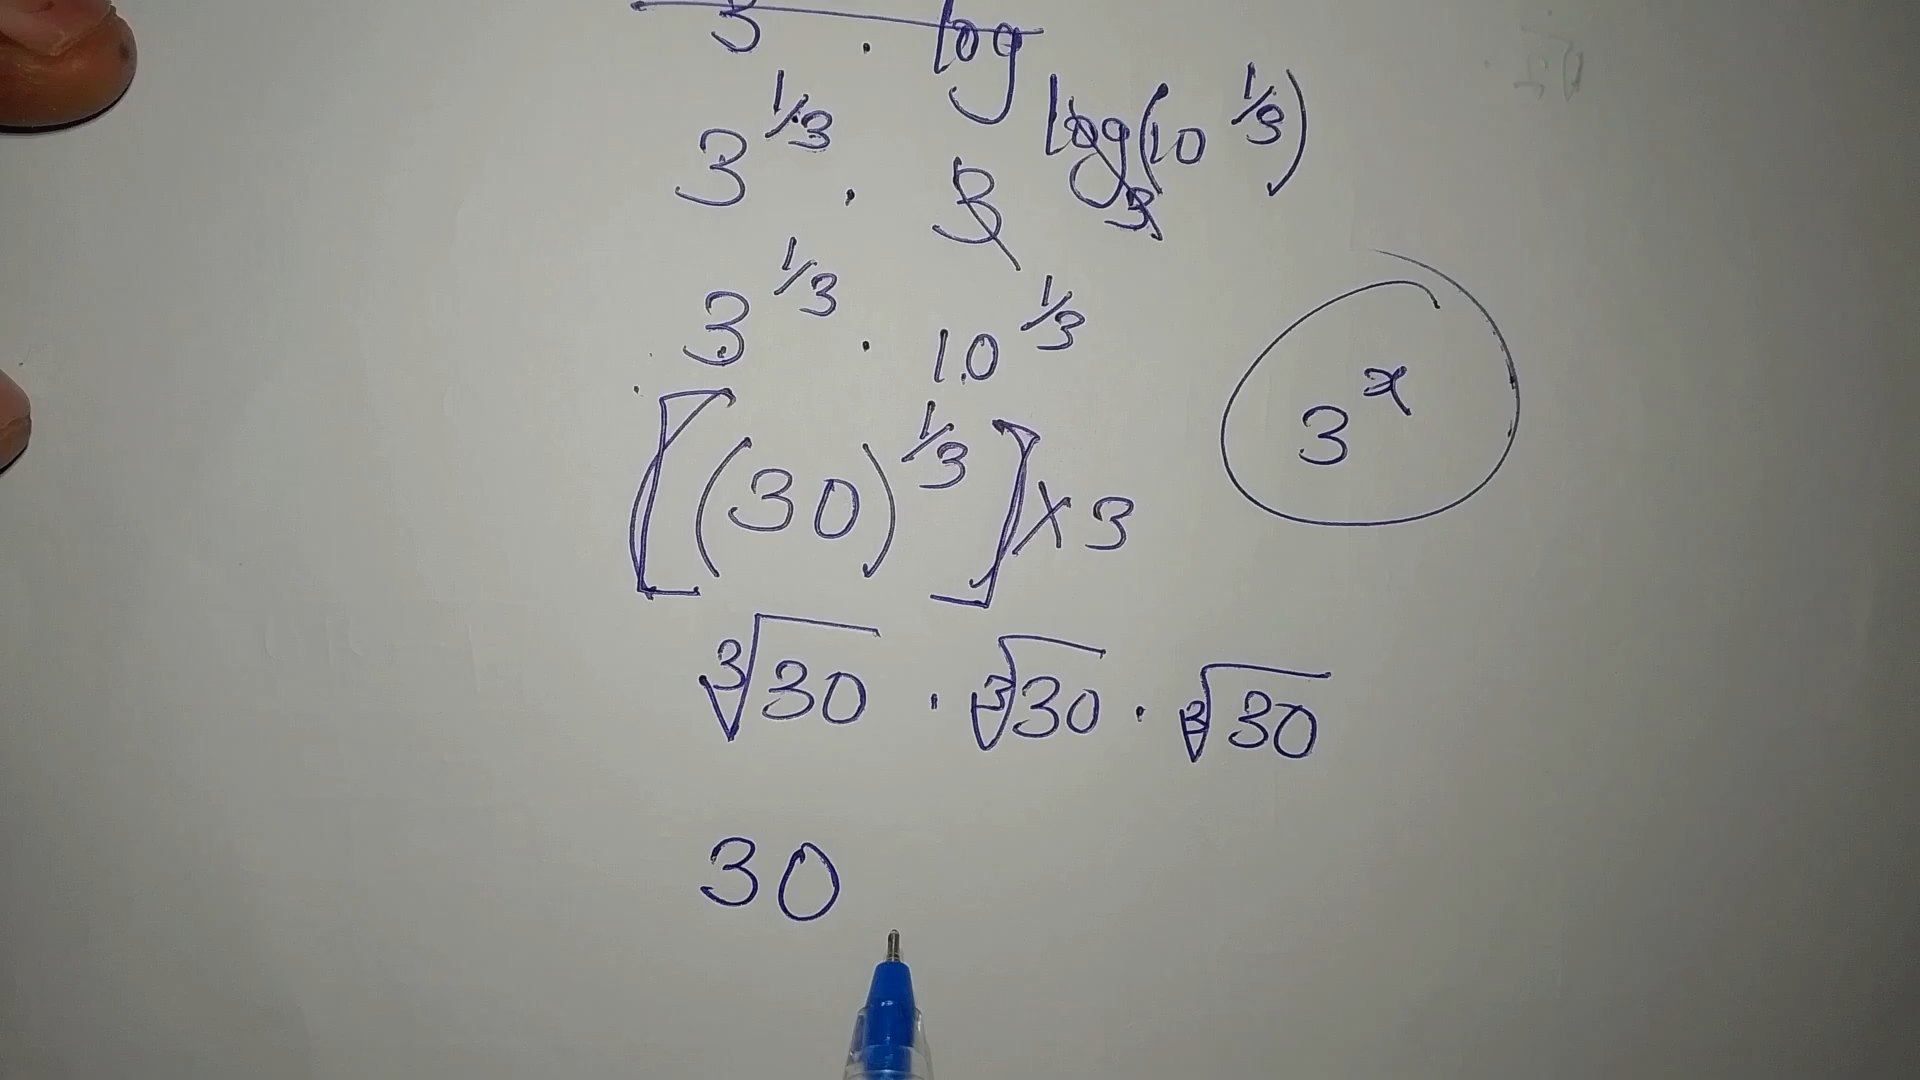 3 . log
3^{1/3} . 3^{log_3(10^{1/3})}
3^{1/3} . 10^{1/3}
[(30)^{1/3}] × 3
∛30 . ∛30 . ∛30
30
3^x